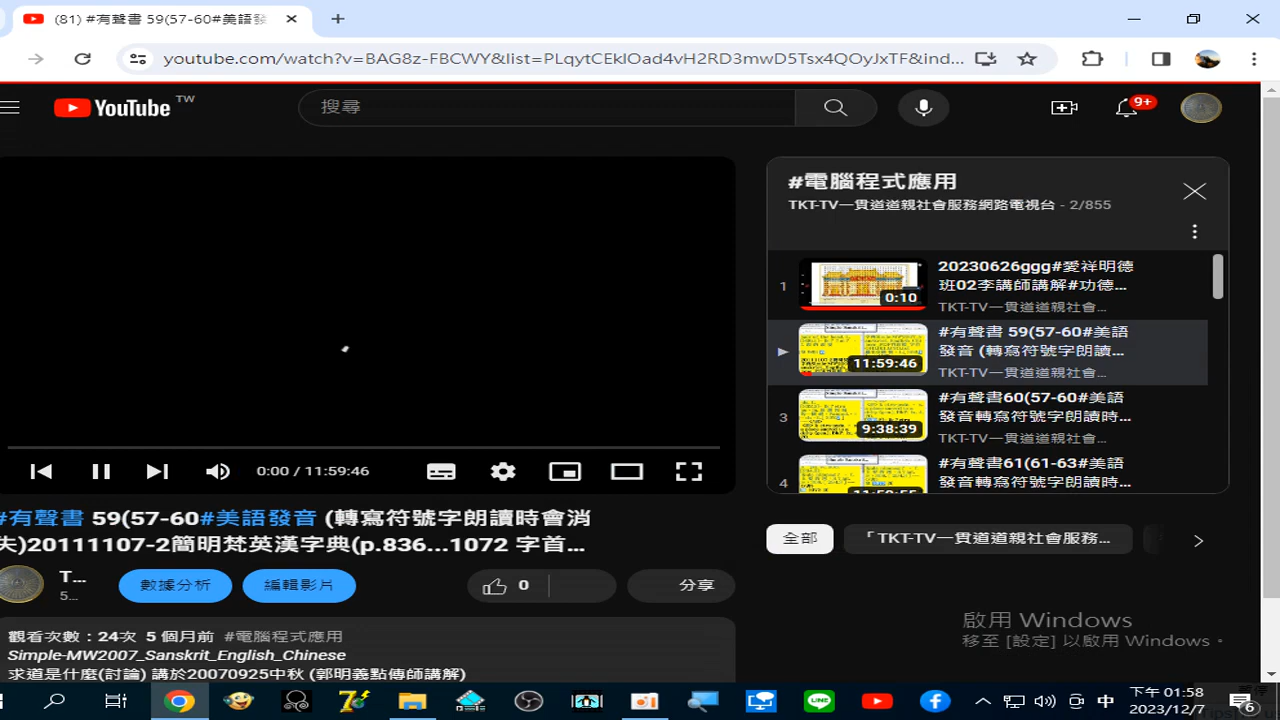 (81) #有聲書 59(57-60#美語發
youtube.com/watch?v=BAG8z-FBCWY&list=PLqytCEkIOad4vH2RD3mwD5Tsx4QOyJxTF&ind...
YouTube TW
搜尋
9+
#電腦程式應用
TKT-TV一貫道道親社會服務網路電視台 - 2/855
1
0:10
20230626ggg#愛祥明德
班02李講師講解#功德...
TKT-TV一貫道道親社會...
11:59:46
#有聲書 59(57-60#美語
發音 (轉寫符號字朗讀...
TKT-TV一貫道道親社會...
3
9:38:39
#有聲書60(57-60#美語
發音轉寫符號字朗讀時...
TKT-TV一貫道道親社會...
4
#有聲書61(61-63#美語
發音轉寫符號字朗讀時...
0:00 / 11:59:46
#有聲書 59(57-60#美語發音 (轉寫符號字朗讀時會消
失)20111107-2簡明梵英漢字典(p.836...1072 字首...
T...
5...
數據分析
編輯影片
0
分享
全部
「TKT-TV一貫道道親社會服務...
觀看次數：24次 5 個月前 #電腦程式應用
Simple-MW2007_Sanskrit_English_Chinese
求道是什麼(討論) 講於20070925中秋 (郭明義點傳師講解)
啟用 Windows
移至 [設定] 以啟用 Windows。
中
下午 01:58
2023/12/7
6